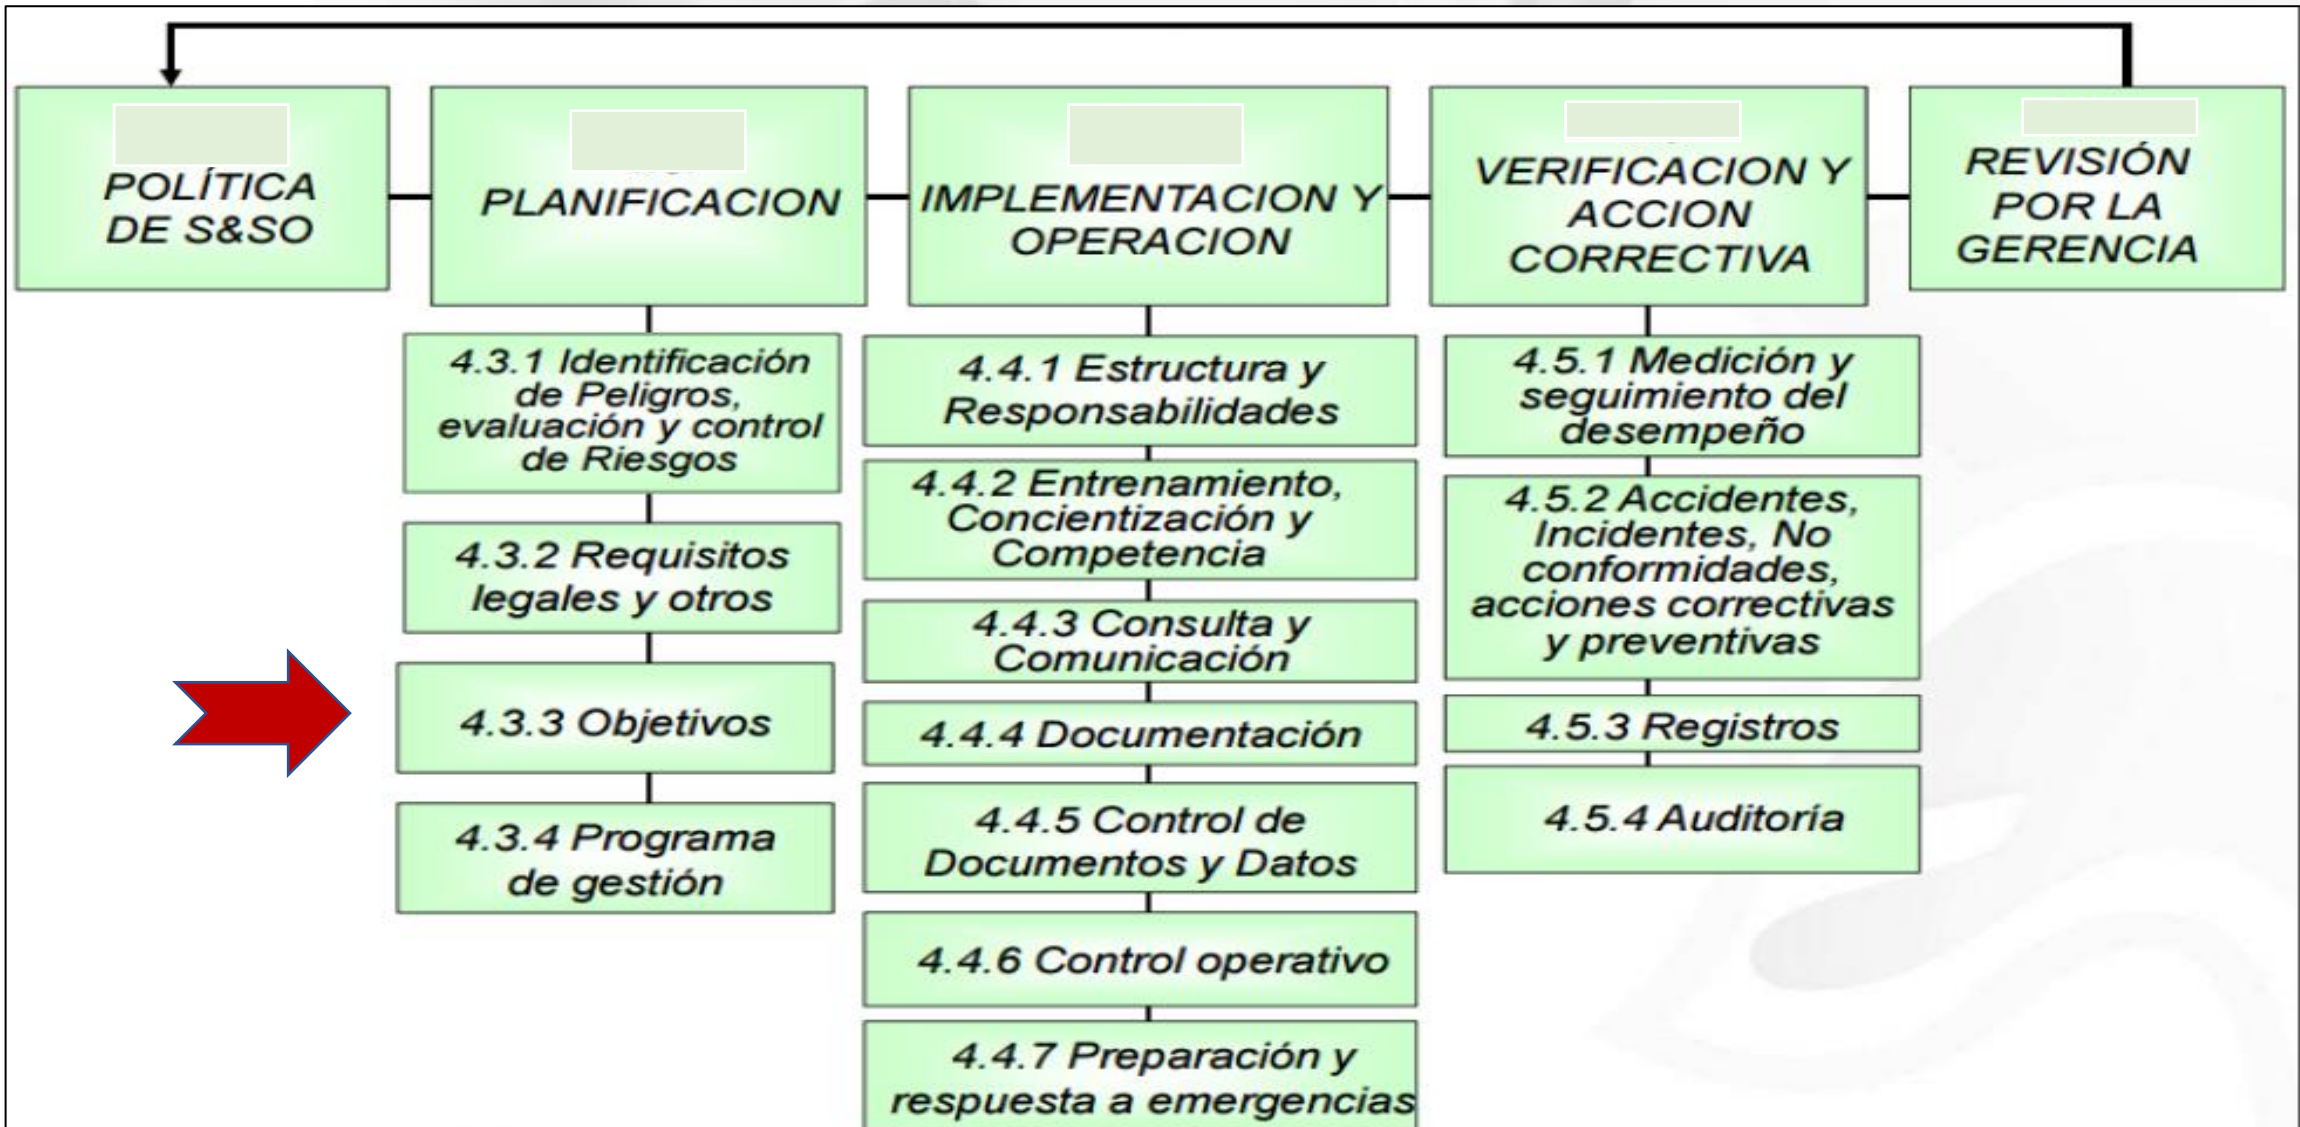 POLÍTICA
DE S&SO
PLANIFICACION
IMPLEMENTACION Y
OPERACION
VERIFICACION Y
ACCION
CORRECTIVA
REVISIÓN
POR LA
GERENCIA
4.3.1 Identificación
de Peligros,
evaluación y control
de Riesgos
4.3.2 Requisitos
legales y otros
4.3.3 Objetivos
4.3.4 Programa
de gestión
4.4.1 Estructura y
Responsabilidades
4.4.2 Entrenamiento,
Concientización y
Competencia
4.4.3 Consulta y
Comunicación
4.4.4 Documentación
4.4.5 Control de
Documentos y Datos
4.4.6 Control operativo
4.4.7 Preparación y
respuesta a emergencias
4.5.1 Medición y
seguimiento del
desempeño
4.5.2 Accidentes,
Incidentes, No
conformidades,
acciones correctivas
y preventivas
4.5.3 Registros
4.5.4 Auditoría